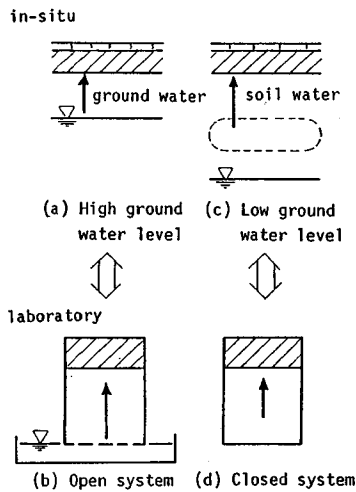 in-situ
ground water
soil water
(a) High ground
water level
(c) Low ground
water level
laboratory
(b) Open system
(d) Closed system